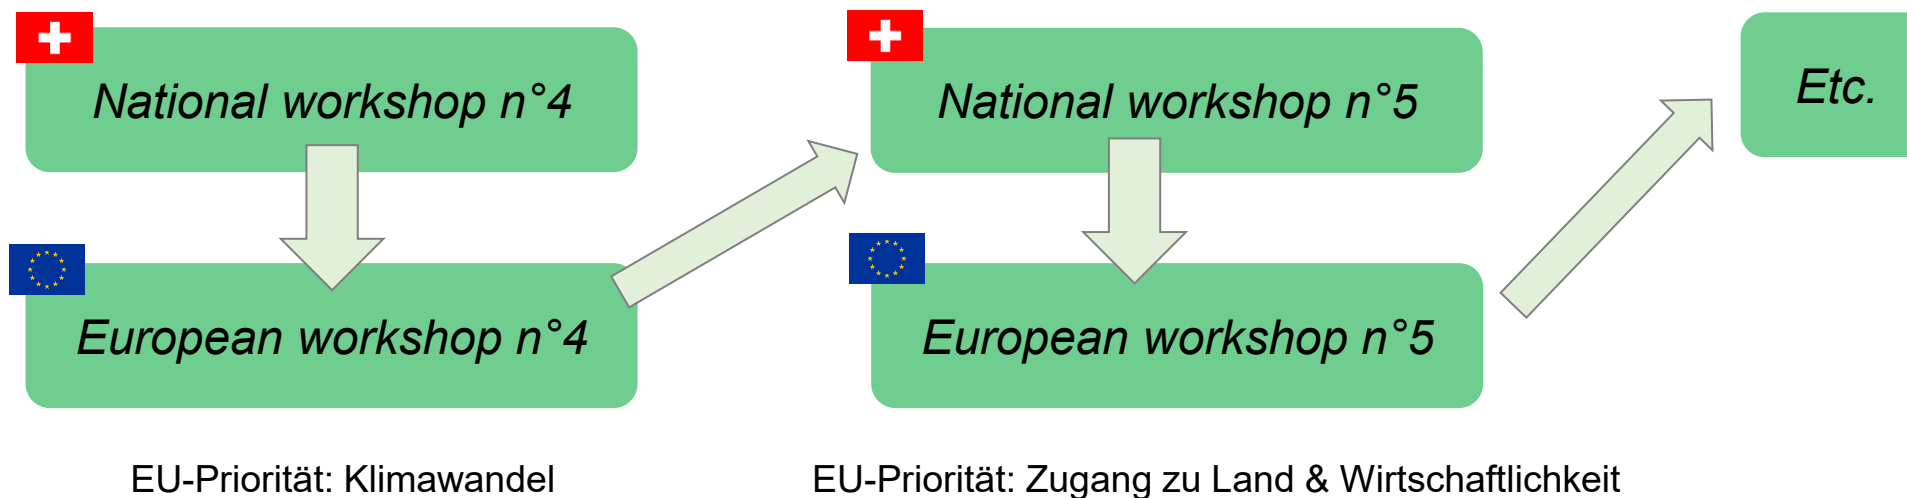 National workshop n°4
European workshop n°4
EU-Priorität: Klimawandel
National workshop n°5
European workshop n°5
EU-Priorität: Zugang zu Land & Wirtschaftlichkeit
Etc.